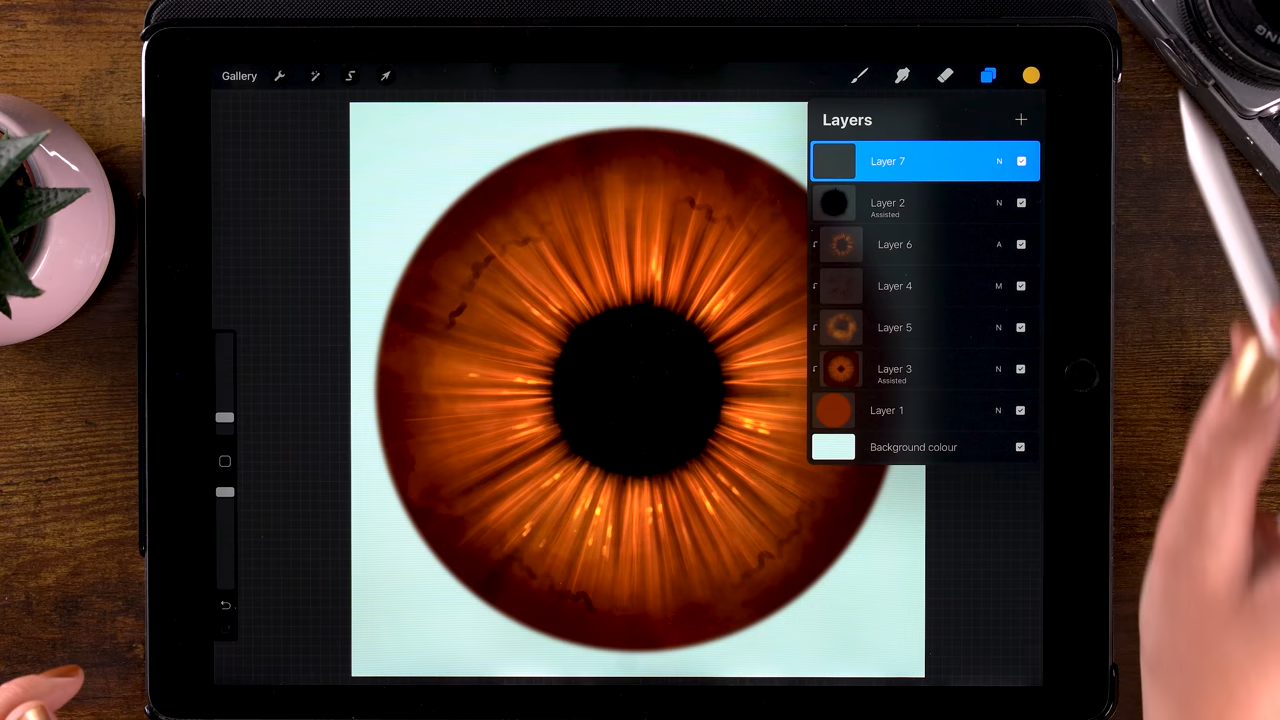 Gallery
Layers
Layer 7 N
Layer 2 N
Assisted
Layer 6 A
Layer 4 M
Layer 5 N
Layer 3 N
Assisted
Layer 1 N
Background colour